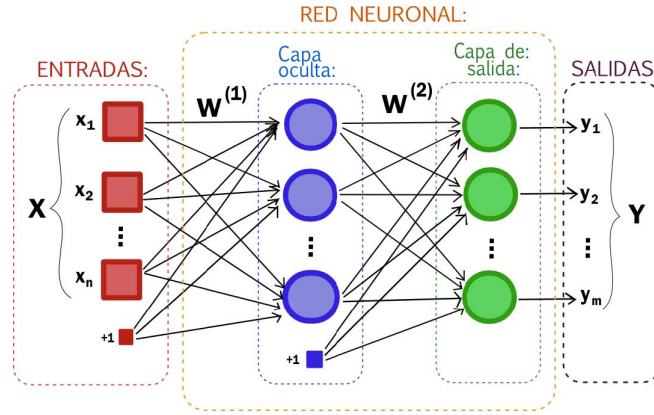 RED NEURONAL:
ENTRADAS:
Capa
oculta:
Capa de:
salida:
SALIDAS
W(1)
W(2)
x1
x2
xn
+1
X
+1
y1
y2
ym
Y